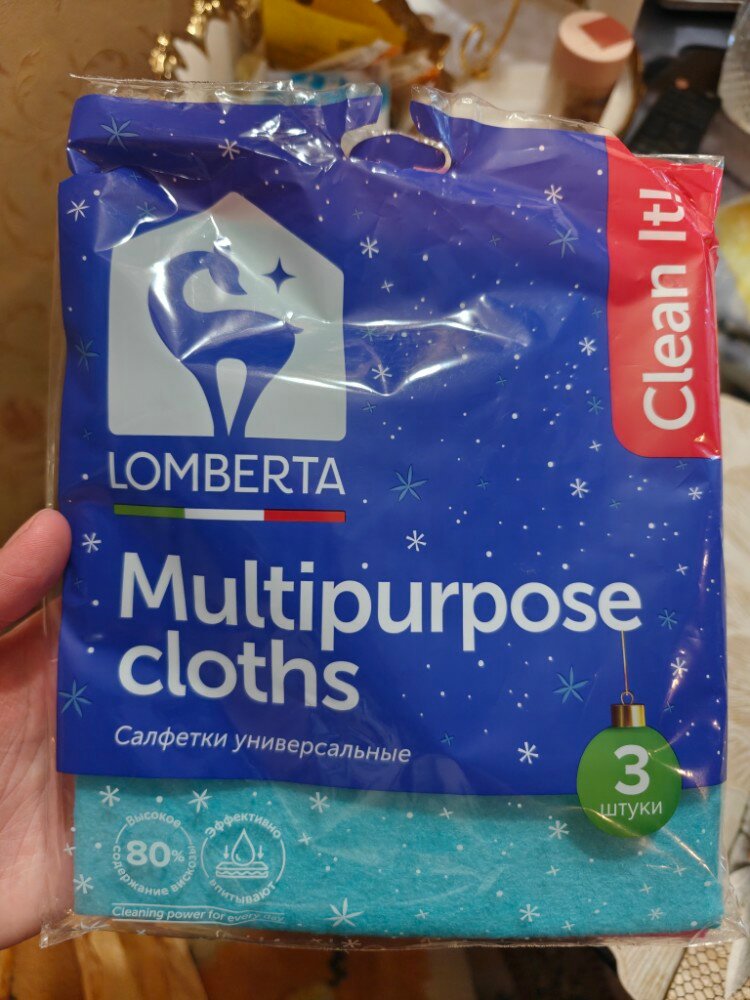 Clean It!
LOMBERTA
Multipurpose
cloths
Салфетки универсальные
3
штуки
Высокое
80%
содержание вискозы
Эффективно
впитывают
Cleaning power for every day